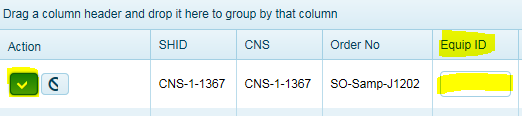 Drag a column header and drop it here to group by that column
Action SHID CNS Order No Equip ID
CNS-1-1367 CNS-1-1367 SO-Samp-J1202